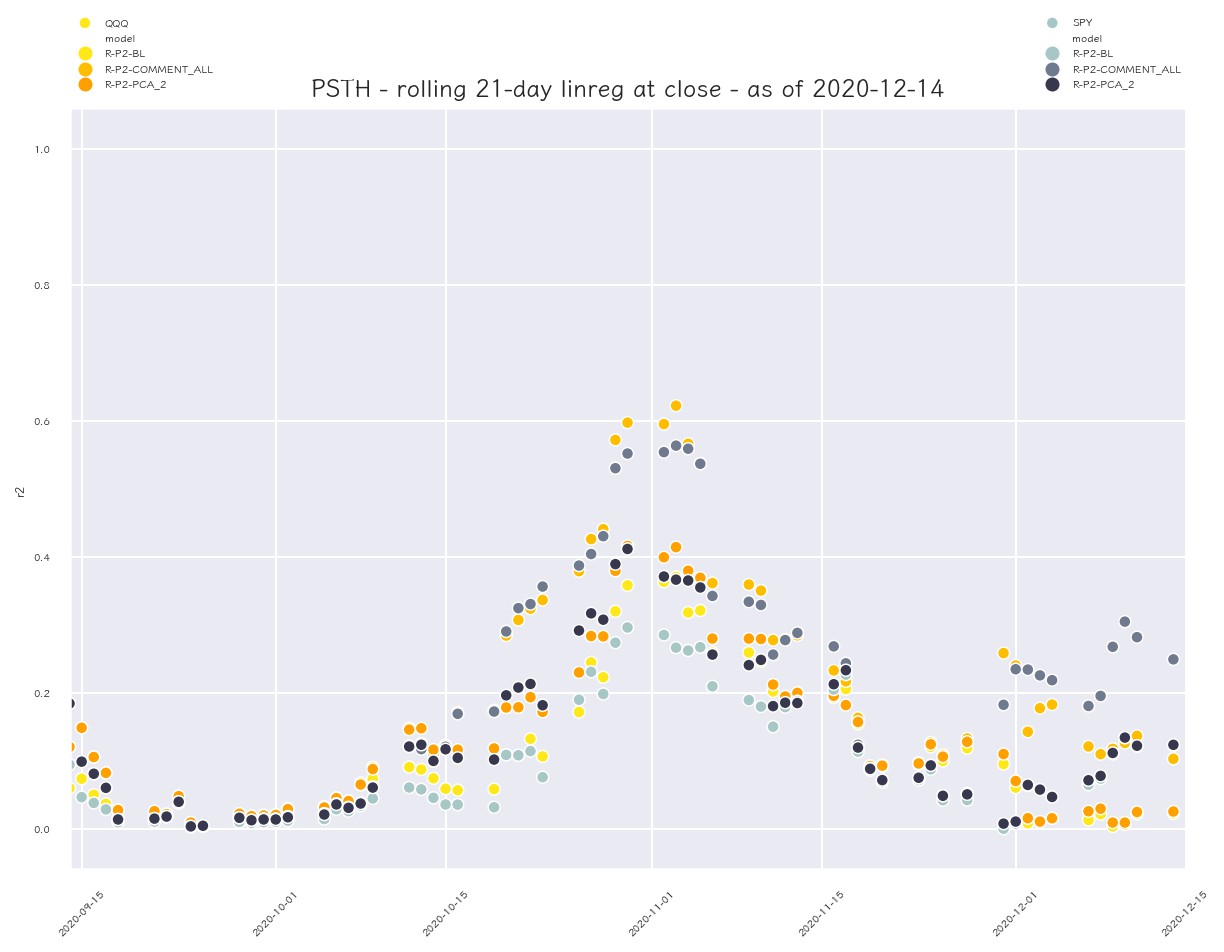 QQQ
model
R-P2-BL
R-P2-COMMENT_ALL
R-P2-PCA_2
SPY
model
R-P2-BL
R-P2-COMMENT_ALL
R-P2-PCA_2
PSTH - rolling 21-day linreg at close - as of 2020-12-14
1.0
0.8
0.6
0.4
0.2
0.0
r2
2020-09-15
2020-10-01
2020-10-15
2020-11-01
2020-11-15
2020-12-01
2020-12-15